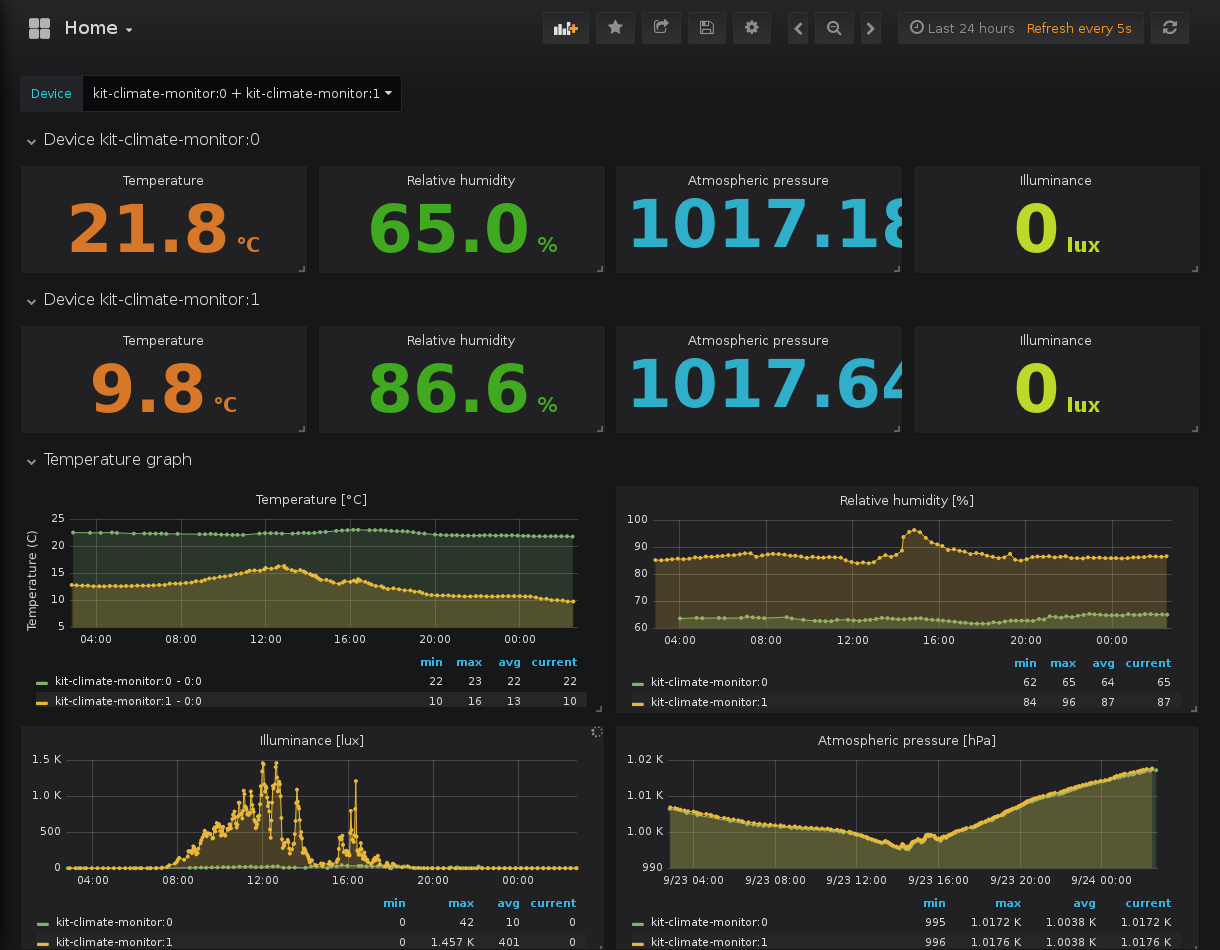 Home
Last 24 hours Refresh every 5s
Device kit-climate-monitor:0 + kit-climate-monitor:1
Device kit-climate-monitor:0
Temperature Relative humidity Atmospheric pressure Illuminance
21.8 °C 65.0 % 1017.18 0 lux
Device kit-climate-monitor:1
Temperature Relative humidity Atmospheric pressure Illuminance
9.8 °C 86.6 % 1017.64 0 lux
Temperature graph
Temperature [°C]
Temperature (C)
25
20
15
10
5
04:00 08:00 12:00 16:00 20:00 00:00
min max avg current
kit-climate-monitor:0 - 0:0 22 23 22 22
kit-climate-monitor:1 - 0:0 10 16 13 10
Relative humidity [%]
100
90
80
70
60
04:00 08:00 12:00 16:00 20:00 00:00
min max avg current
kit-climate-monitor:0 62 65 64 65
kit-climate-monitor:1 84 96 87 87
Illuminance [lux]
1.5 K
1.0 K
500
0
04:00 08:00 12:00 16:00 20:00 00:00
min max avg current
kit-climate-monitor:0 0 42 10 0
kit-climate-monitor:1 0 1.457 K 401 0
Atmospheric pressure [hPa]
1.02 K
1.01 K
1.00 K
990
9/23 04:00 9/23 08:00 9/23 12:00 9/23 16:00 9/23 20:00 9/24 00:00
min max avg current
kit-climate-monitor:0 995 1.0172 K 1.0038 K 1.0172 K
kit-climate-monitor:1 996 1.0176 K 1.0038 K 1.0176 K